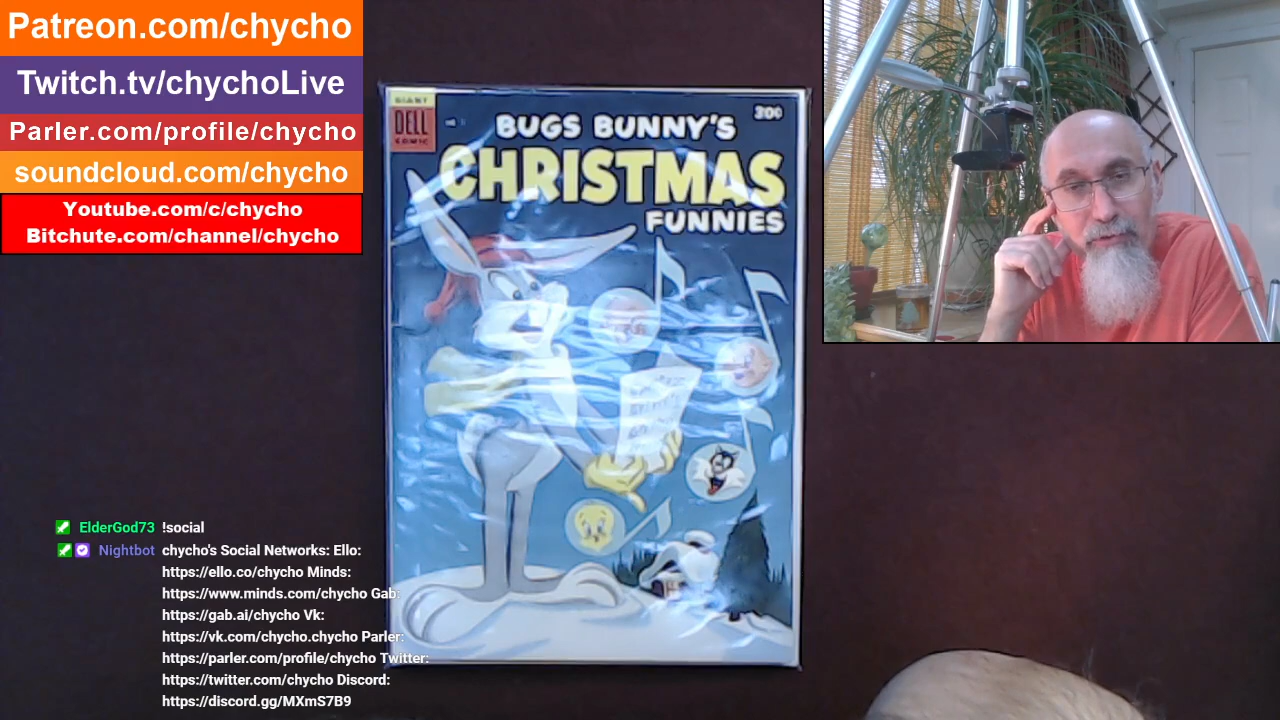 Patreon.com/chycho
Twitch.tv/chychoLive
Parler.com/profile/chycho
soundcloud.com/chycho
Youtube.com/c/chycho
Bitchute.com/channel/chycho
GIANT
DELL
COMIC
30¢
BUGS BUNNY'S
CHRISTMAS
FUNNIES
ElderGod73 !social
Nightbot chycho's Social Networks: Ello:
https://ello.co/chycho Minds:
https://www.minds.com/chycho Gab:
https://gab.ai/chycho Vk:
https://vk.com/chycho.chycho Parler:
https://parler.com/profile/chycho Twitter:
https://twitter.com/chycho Discord:
https://discord.gg/MXmS7B9